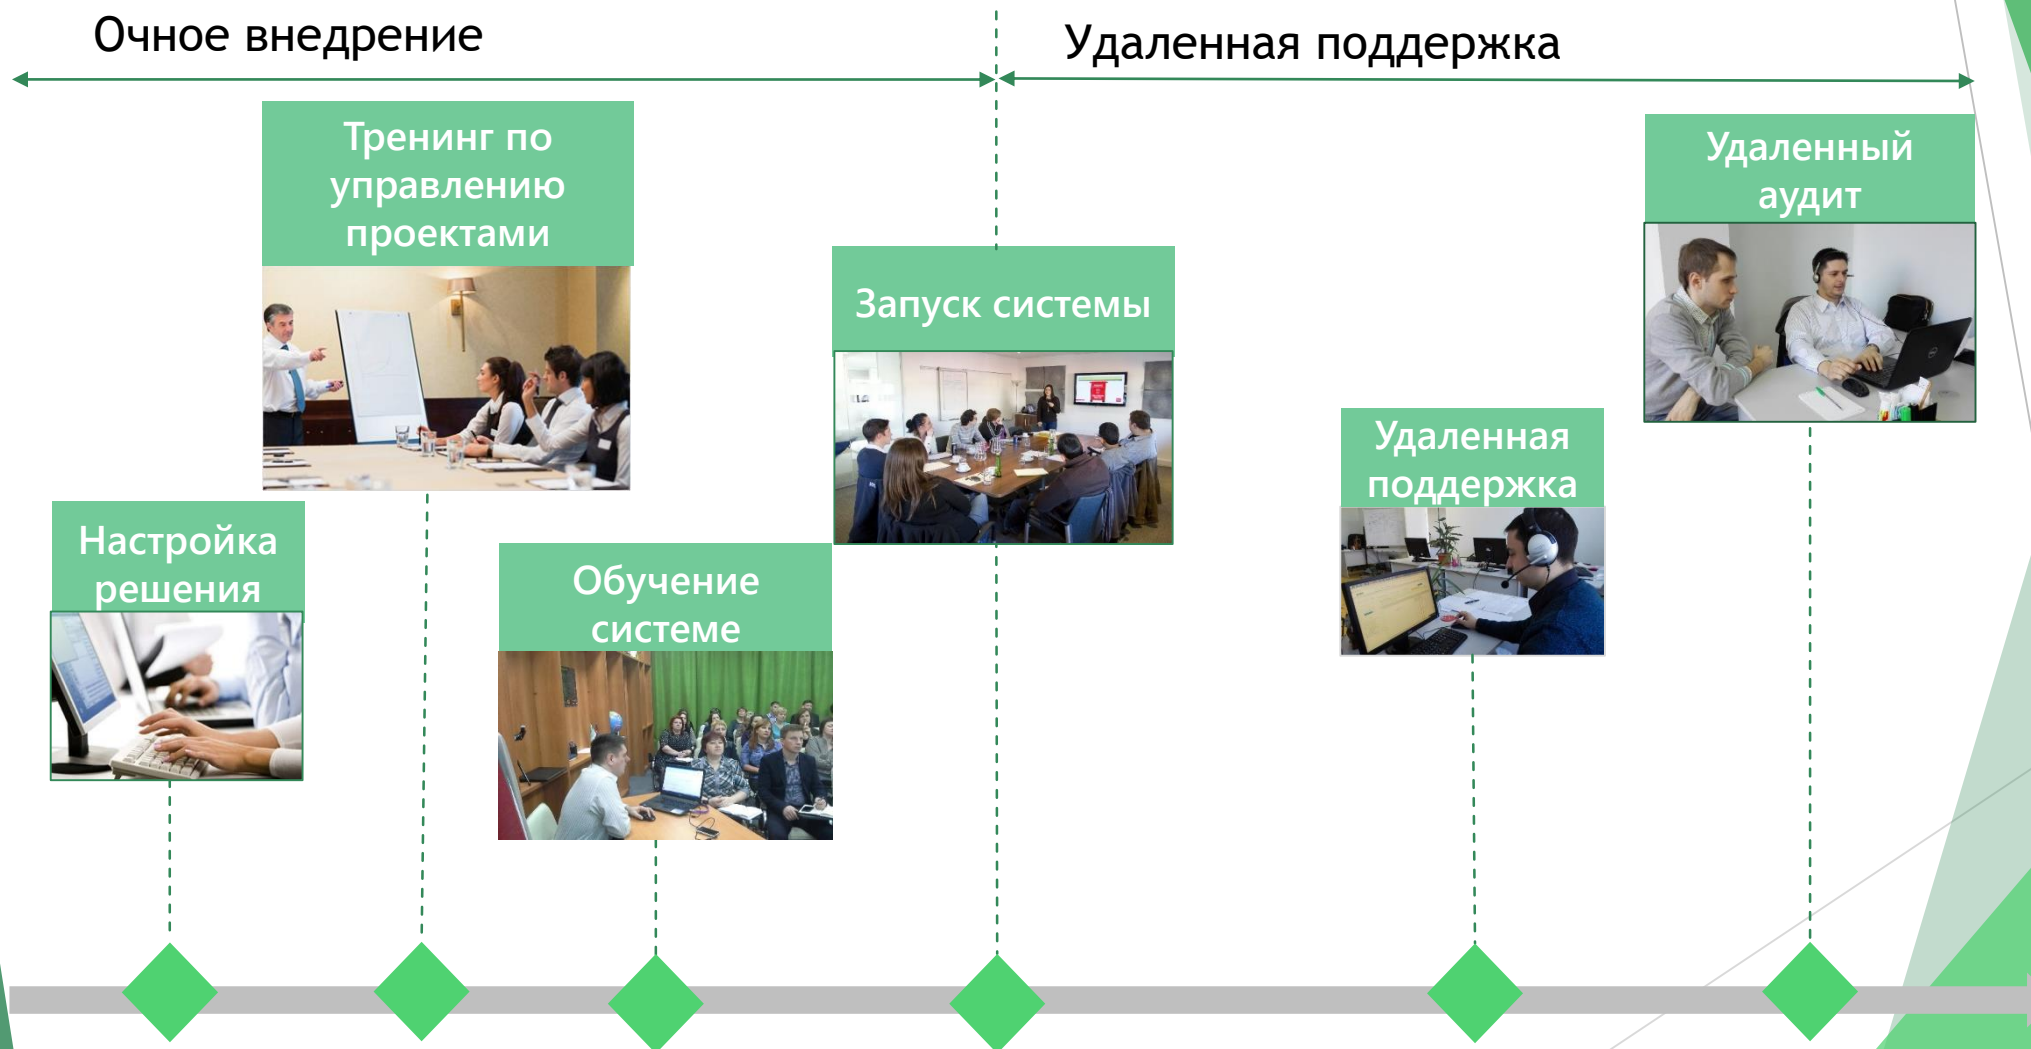 Очное внедрение
Удаленная поддержка
Тренинг по
управлению
проектами
Удаленный
аудит
Запуск системы
Удаленная
поддержка
Настройка
решения
Обучение
системе